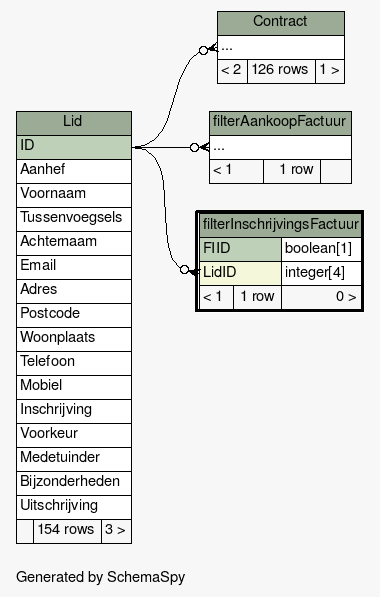 Contract
...
< 2 126 rows 1 >
Lid
ID
Aanhef
Voornaam
Tussenvoegsels
Achternaam
Email
Adres
Postcode
Woonplaats
Telefoon
Mobiel
Inschrijving
Voorkeur
Medetuinder
Bijzonderheden
Uitschrijving
154 rows 3 >
filterAankoopFactuur
...
< 1 1 row
filterInschrijvingsFactuur
FIID boolean[1]
LidID integer[4]
< 1 1 row 0 >
Generated by SchemaSpy